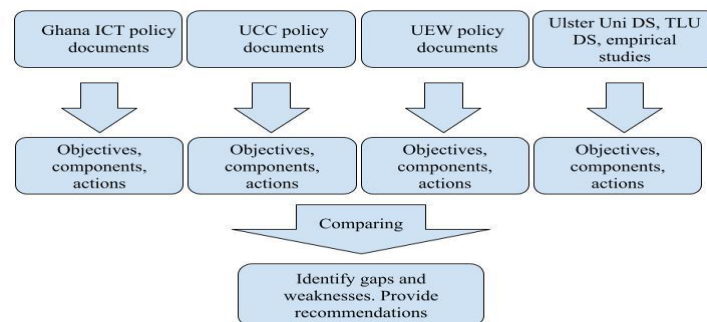 Ghana ICT policy
documents
UCC policy
documents
UEW policy
documents
Ulster Uni DS, TLU
DS, empirical
studies
Objectives,
components,
actions
Objectives,
components,
actions
Objectives,
components,
actions
Objectives,
components,
actions
Comparing
Identify gaps and
weaknesses. Provide
recommendations